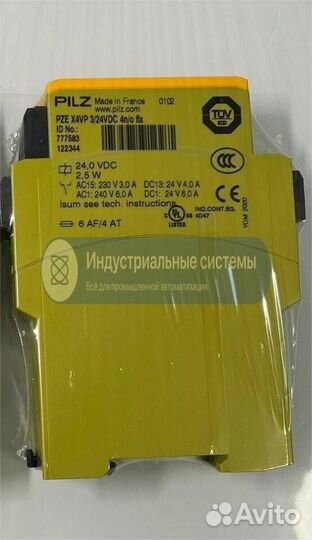 PILZ Made in France 0102
www.pilz.com
PZE X4VP 3/24VDC 4n/o fix
ID No.:
777583
122344
24,0 VDC
2,5 W
AC15: 230 V 3,0 A DC13: 24 V 4,0 A
AC1: 240 V 6,0 A DC1: 24 V 6,0 A
Isum see tech. instructions
6 AF/4 AT
TÜV
CCC
UL
IND.CONT.EQ.
4D47
LISTED
Индустриальные системы
Всё для промышленной автоматизации
Avito